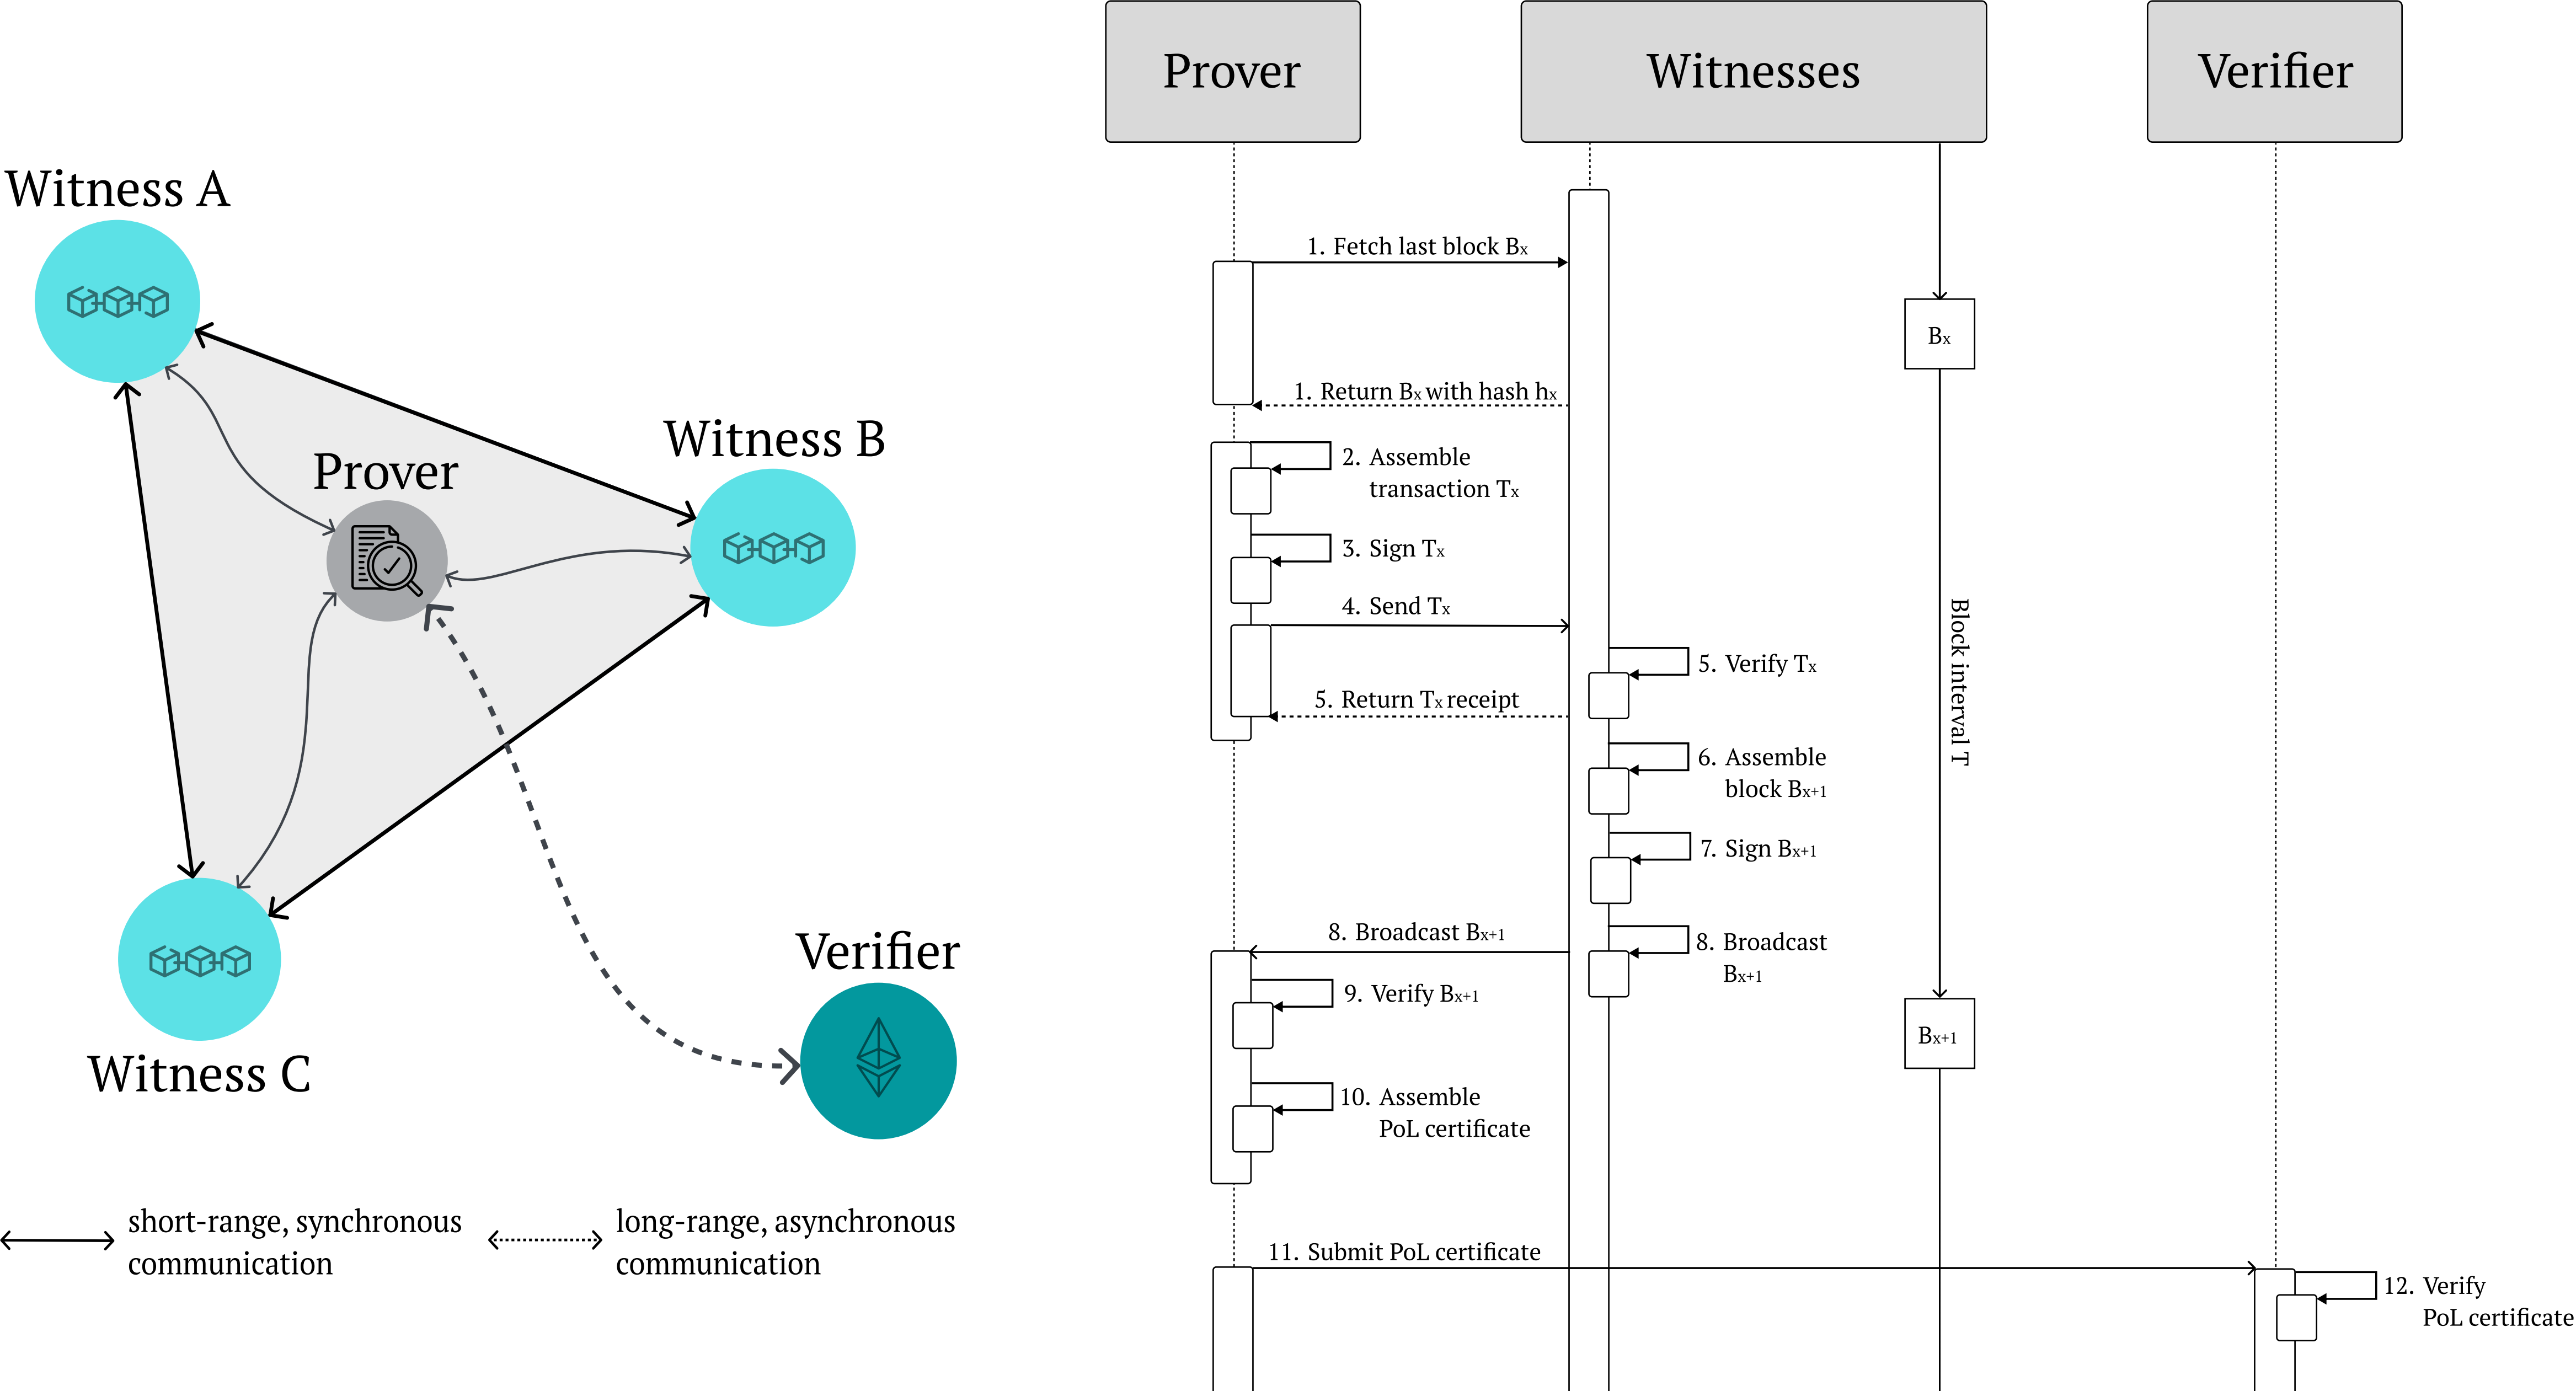 Witness A
Witness B
Prover
Verifier
Witness C
short-range, synchronous
communication
long-range, asynchronous
communication
Prover
Witnesses
Verifier
1. Fetch last block Bx
Bx
1. Return Bx with hash hx
2. Assemble
transaction Tx
3. Sign Tx
4. Send Tx
Block interval T
5. Verify Tx
5. Return Tx receipt
6. Assemble
block Bx+1
7. Sign Bx+1
8. Broadcast Bx+1
8. Broadcast
Bx+1
9. Verify Bx+1
Bx+1
10. Assemble
PoL certificate
11. Submit PoL certificate
12. Verify
PoL certificate